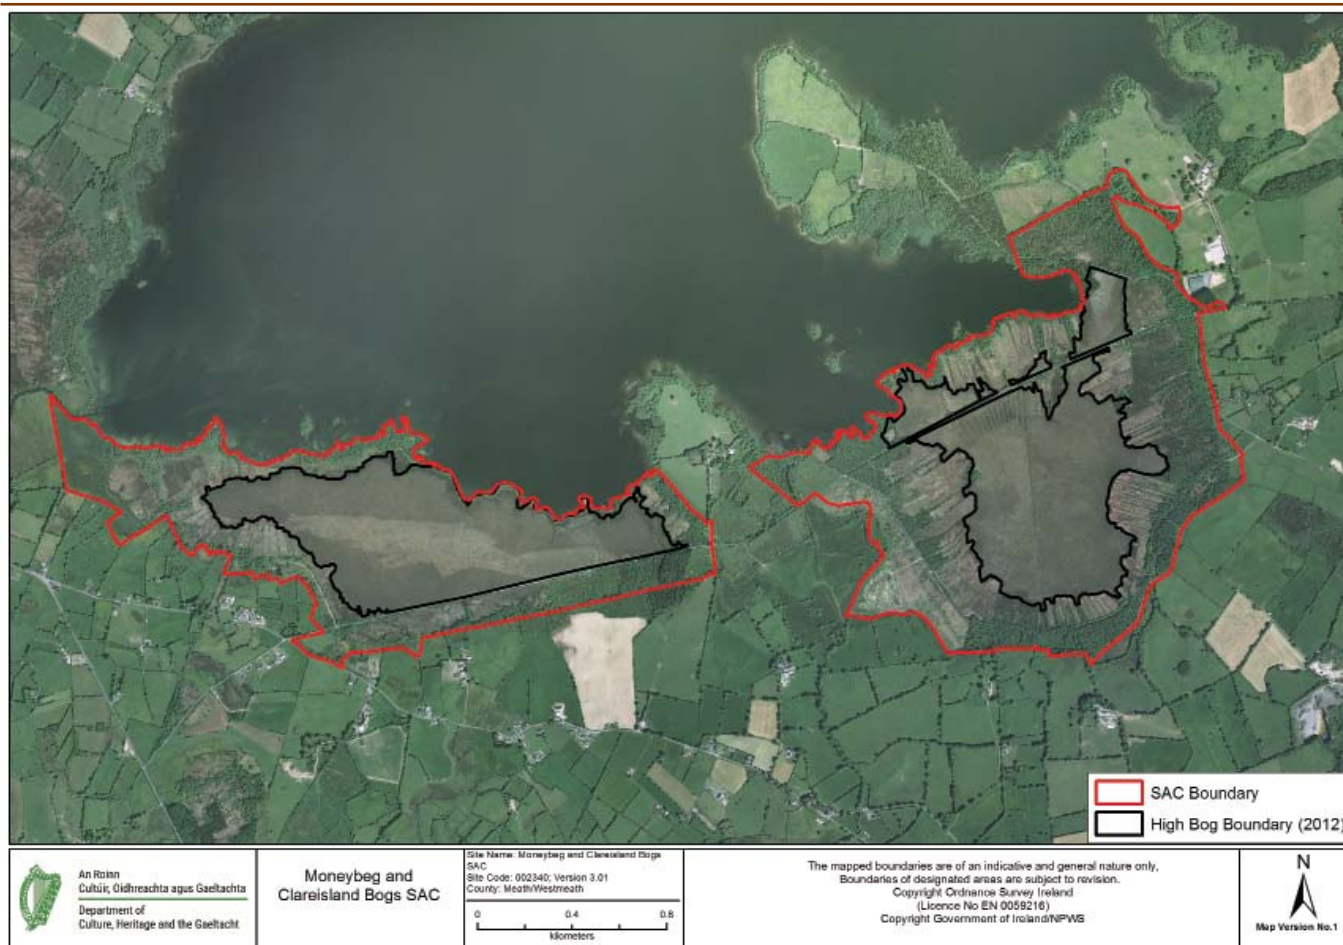 SAC Boundary
High Bog Boundary (2012)
An Roinn
Cultúir, Oidhreachta agus Gaeltachta
Department of
Culture, Heritage and the Gaeltacht
Moneybeg and
Clareisland Bogs SAC
Site Name: Moneybeg and Clareisland Bogs
SAC
Site Code: 002340; Version 3.01
County: Meath/Westmeath
0 0.4 0.8
kilometers
The mapped boundaries are of an indicative and general nature only,
Boundaries of designated areas are subject to revision.
Copyright Ordnance Survey Ireland
(Licence No EN 0059216)
Copyright Government of Ireland/NPWS
N
Map Version No.1